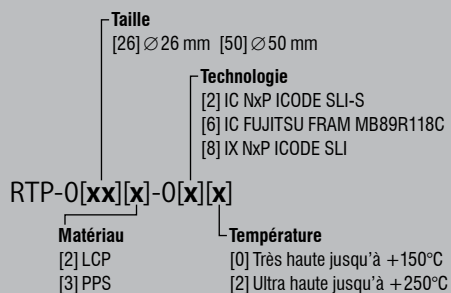 Taille
[26] ∅ 26 mm [50] ∅ 50 mm
Technologie
[2] IC NxP ICODE SLI-S
[6] IC FUJITSU FRAM MB89R118C
[8] IX NxP ICODE SLI
RTP-0[xx][x]-0[x][x]
Matériau
[2] LCP
[3] PPS
Température
[0] Très haute jusqu'à +150°C
[2] Ultra haute jusqu'à +250°C